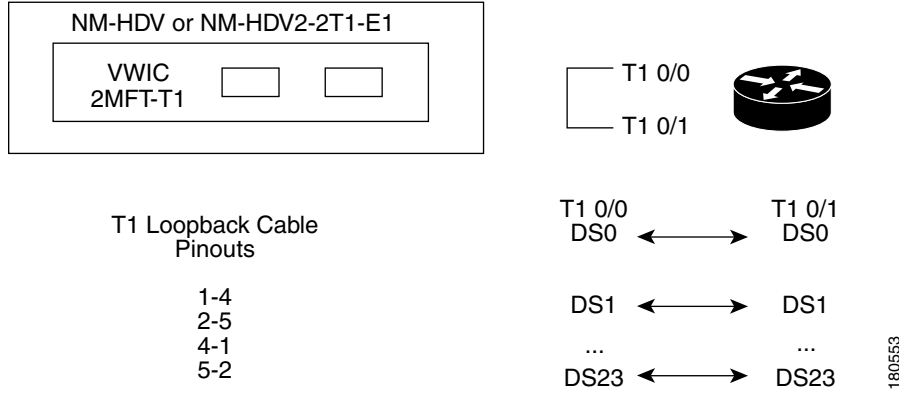 NM-HDV or NM-HDV2-2T1-E1
VWIC
2MFT-T1
T1 0/0
T1 0/1
T1 Loopback Cable
Pinouts
1-4
2-5
4-1
5-2
T1 0/0 T1 0/1
DS0 DS0
DS1 DS1
... ...
DS23 DS23
180553